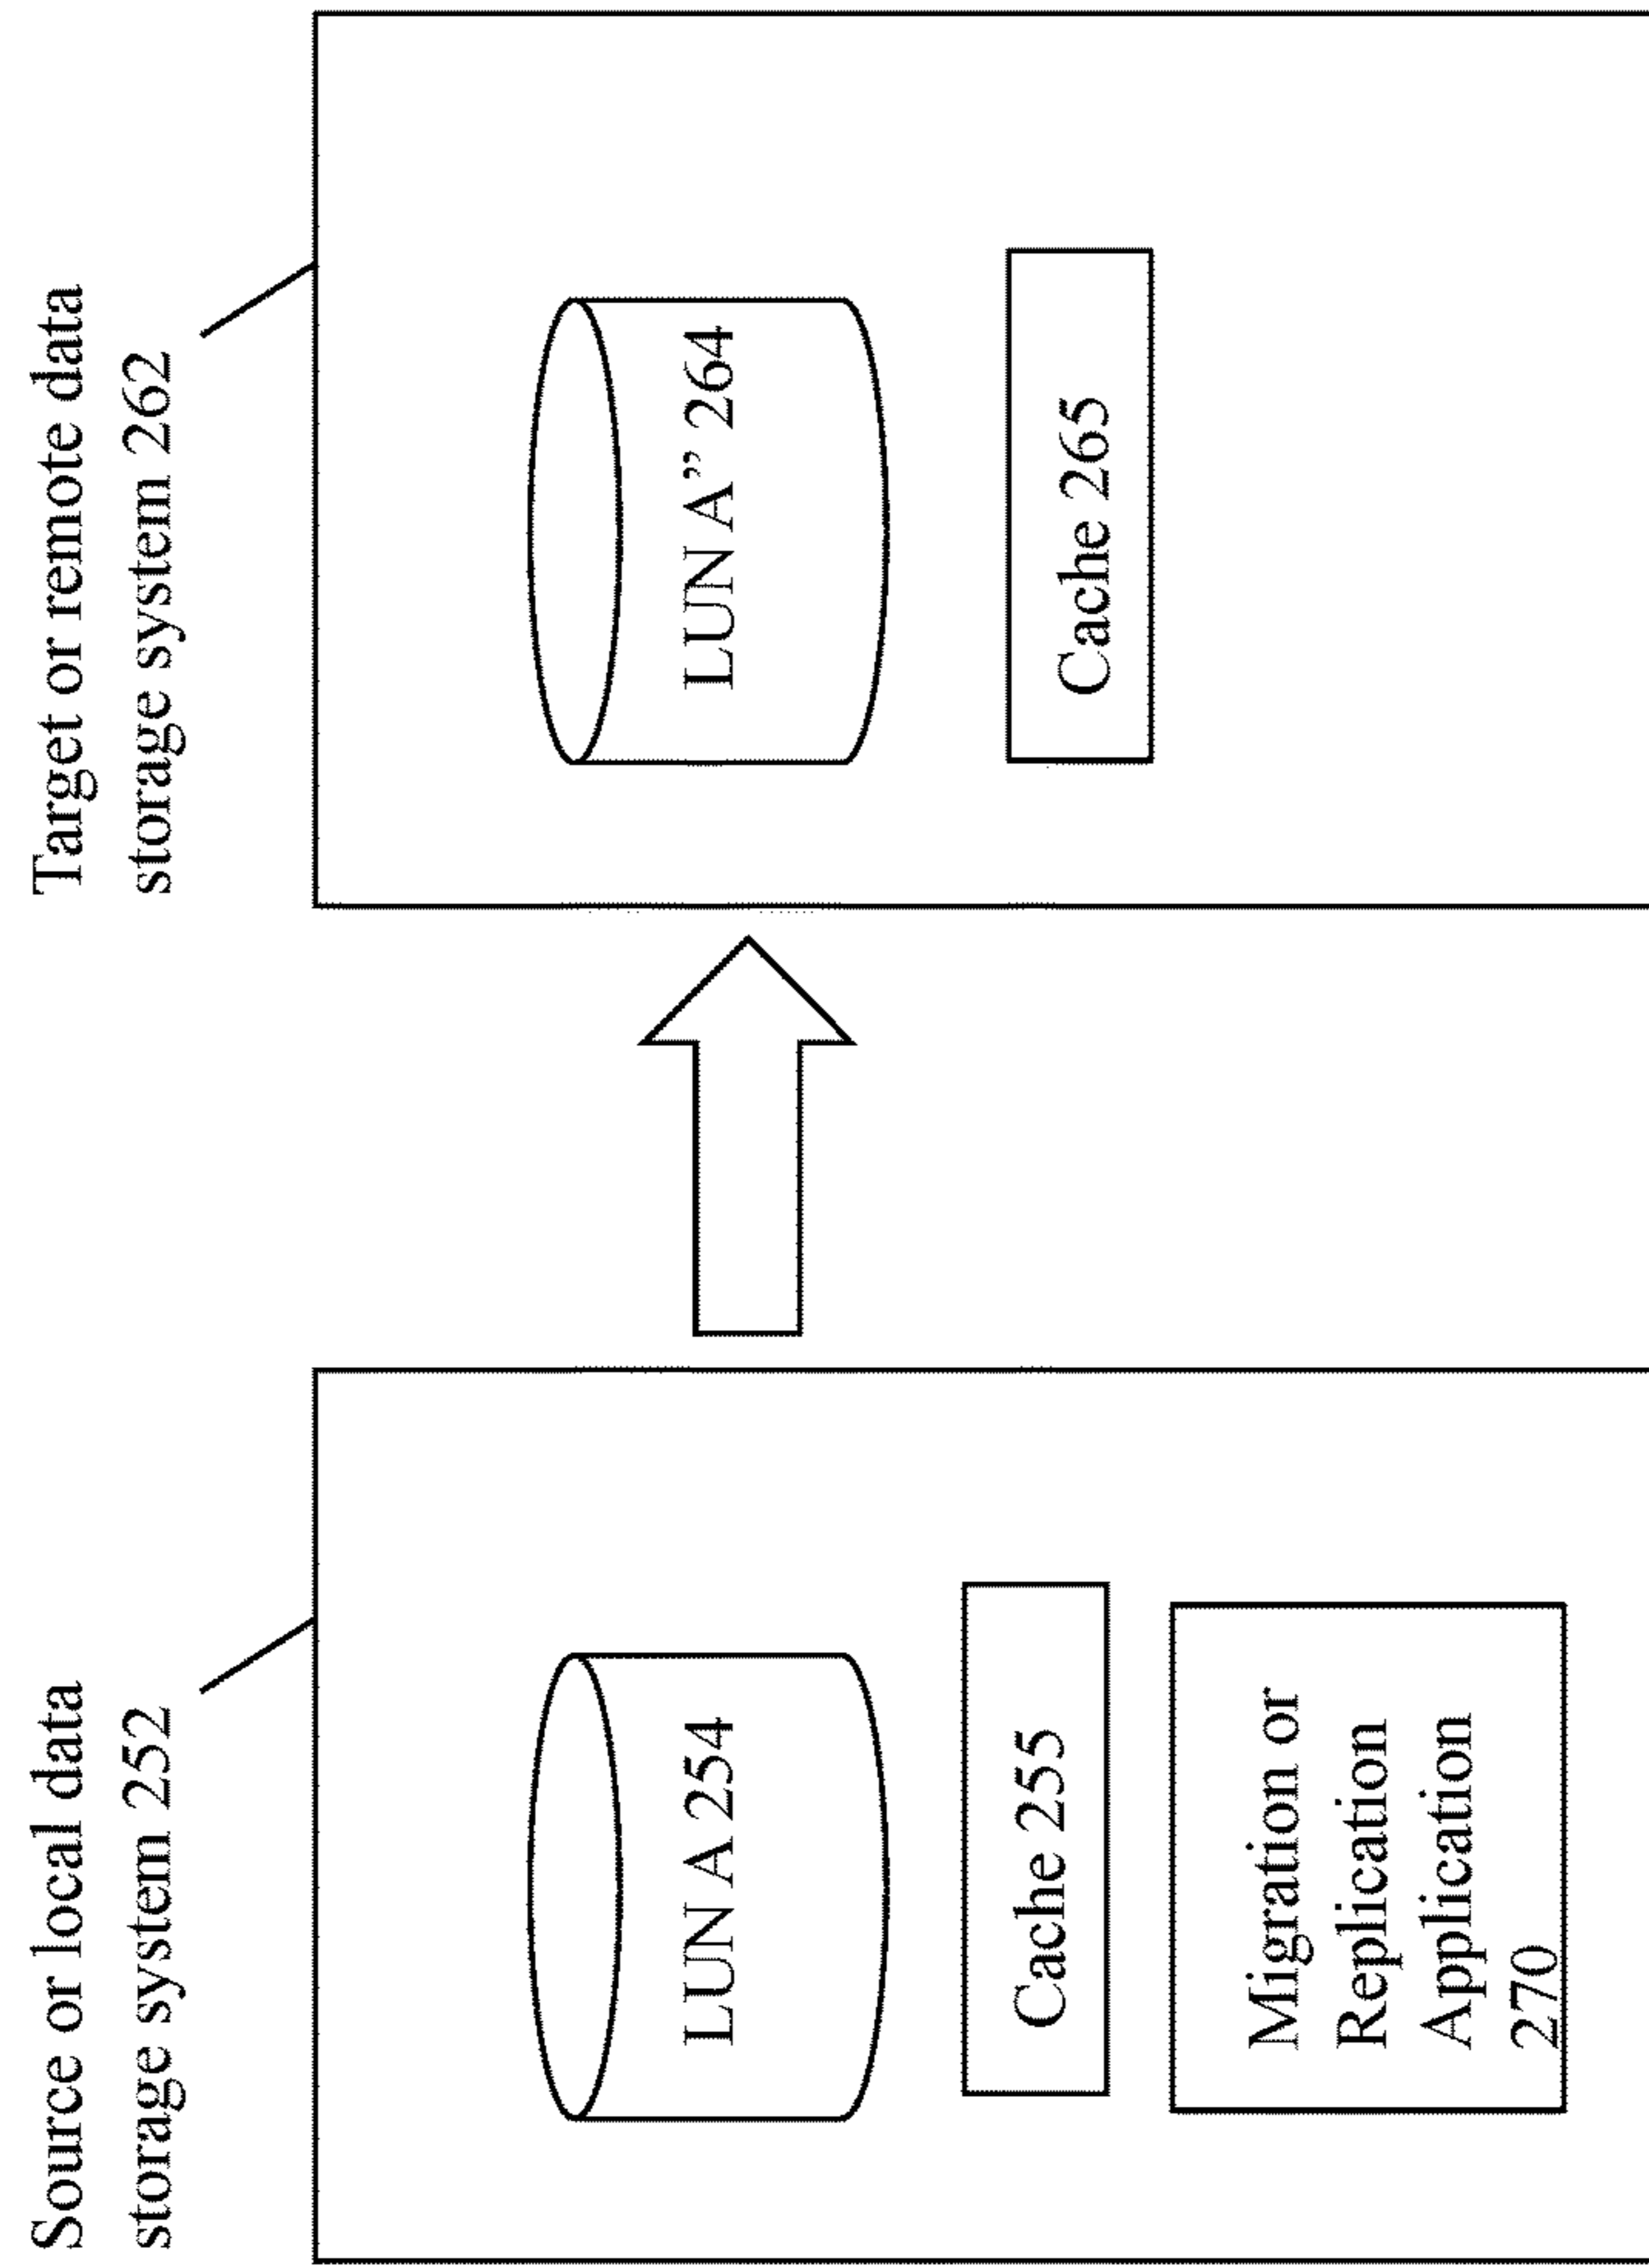 Source or local data
storage system 252
LUN A 254
Cache 255
Migration or
Replication
Application
270
Target or remote data
storage system 262
LUN A” 264
Cache 265